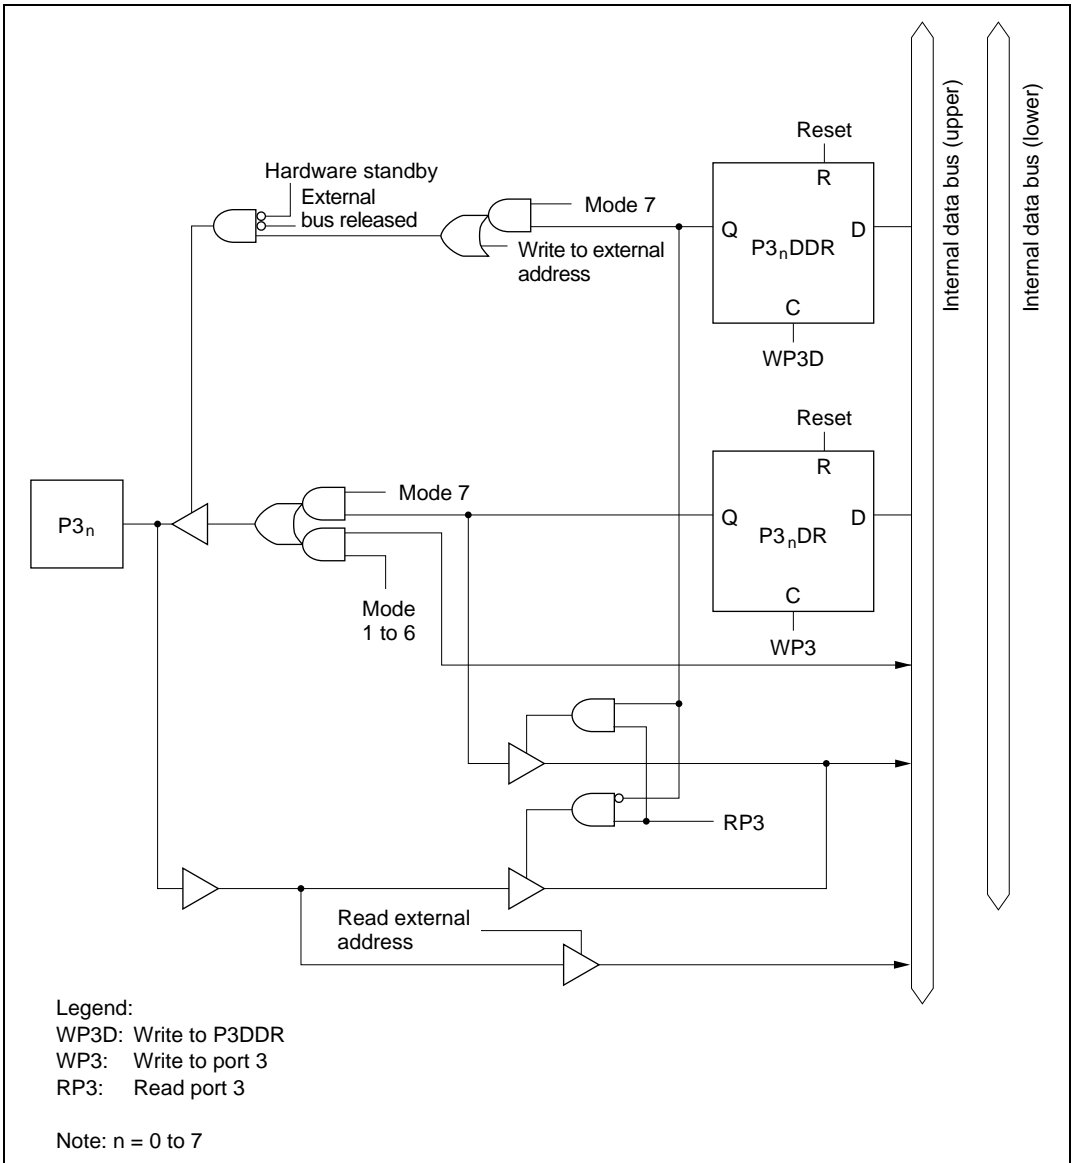 Reset
R
Hardware standby
External
bus released
Mode 7
Q
D
P3nDDR
Write to external
address
C
WP3D
Internal data bus (upper)
Internal data bus (lower)
Reset
R
Mode 7
P3n
Q
D
P3nDR
C
Mode
1 to 6
WP3
RP3
Read external
address
Legend:
WP3D: Write to P3DDR
WP3: Write to port 3
RP3: Read port 3
Note: n = 0 to 7